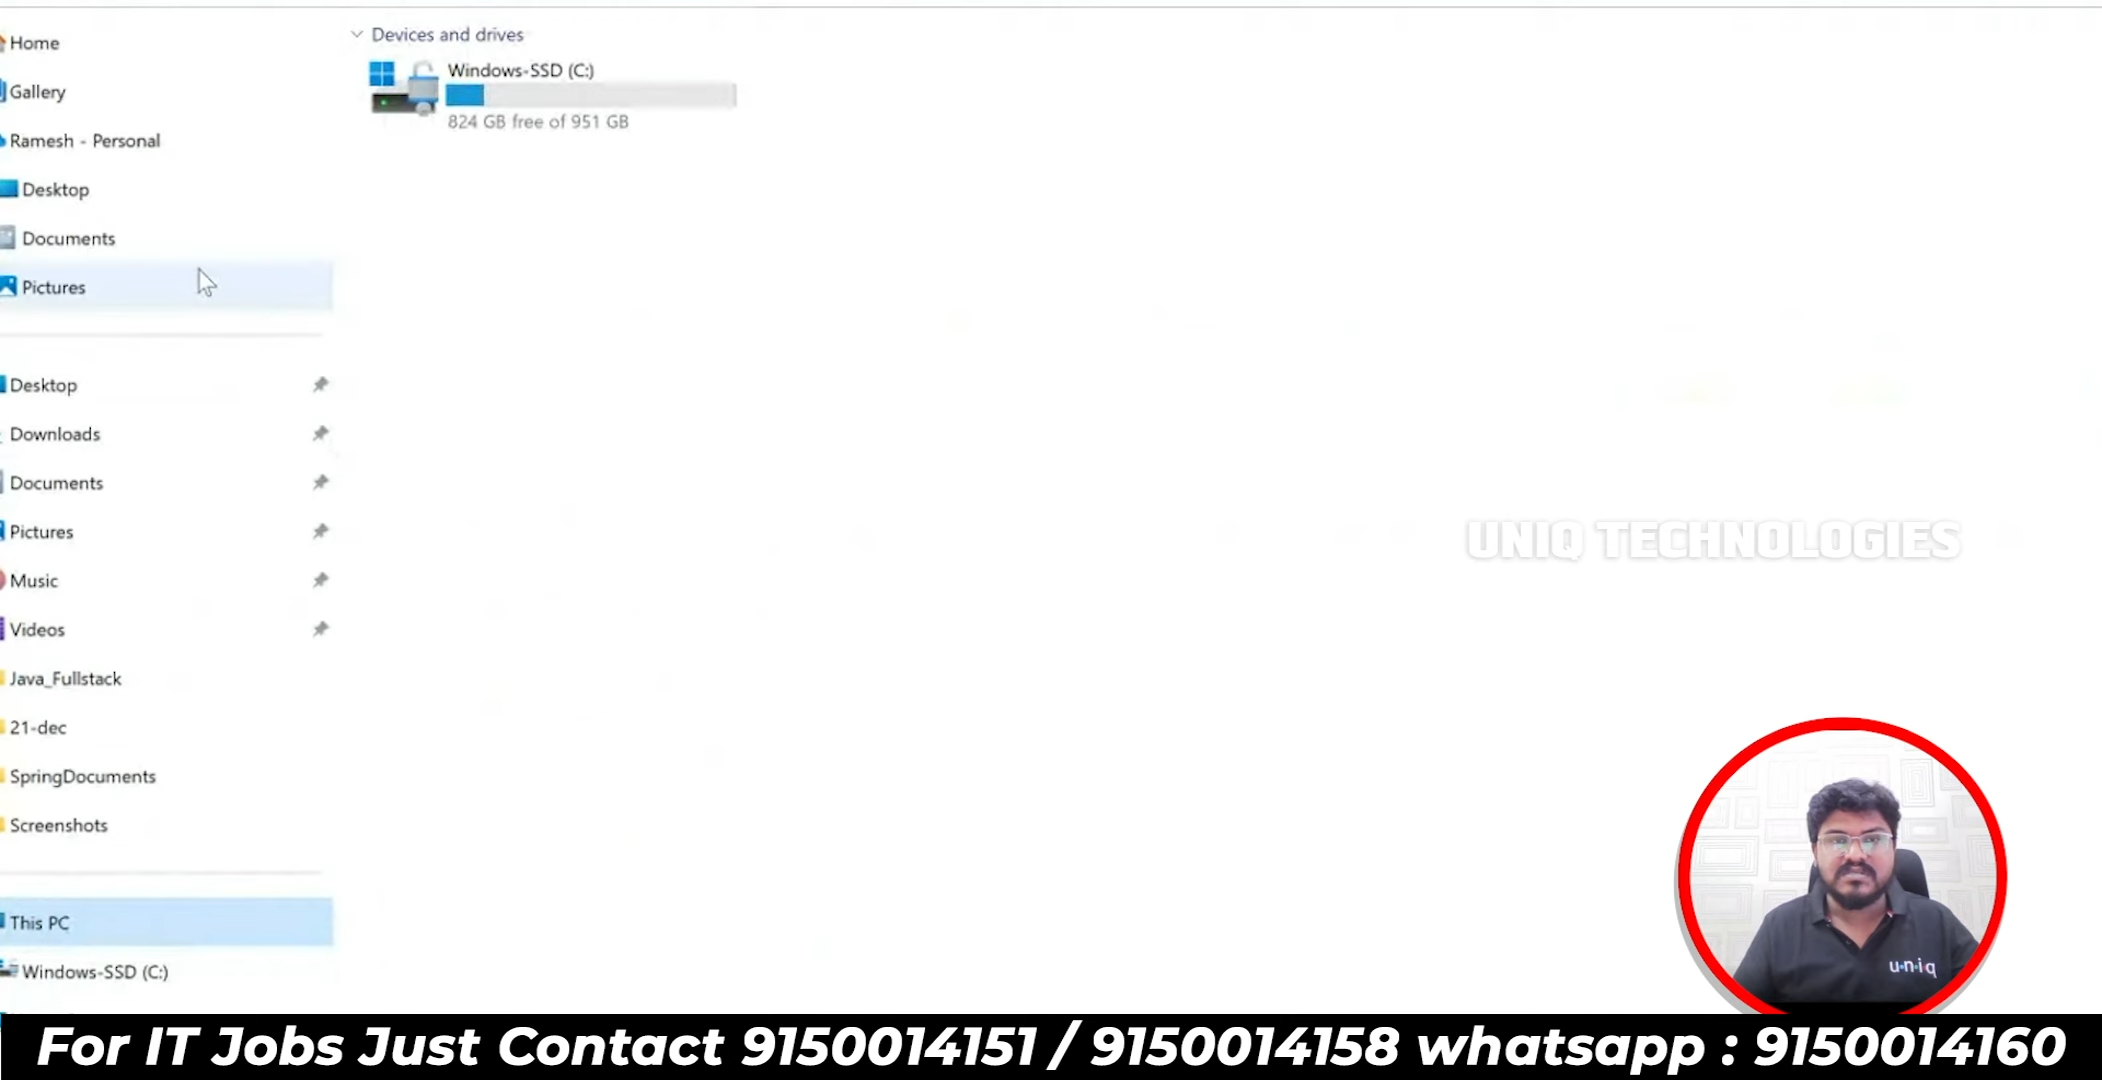 Home
Gallery
Ramesh - Personal
Desktop
Documents
Pictures
Desktop
Downloads
Documents
Pictures
Music
Videos
Java_Fullstack
21-dec
SpringDocuments
Screenshots
This PC
Windows-SSD (C:)
Devices and drives
Windows-SSD (C:)
824 GB free of 951 GB
UNIQ TECHNOLOGIES
u·n·i·q
For IT Jobs Just Contact 9150014151 / 9150014158 whatsapp : 9150014160